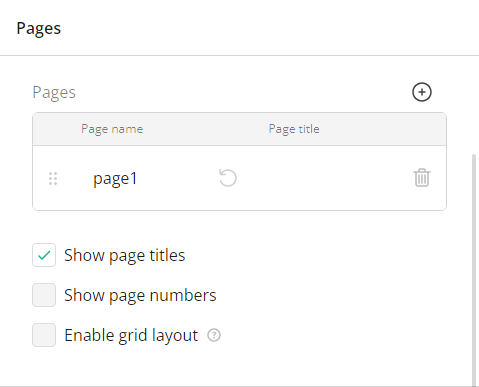 Pages
Pages
Page name Page title
page1
Show page titles
Show page numbers
Enable grid layout ?